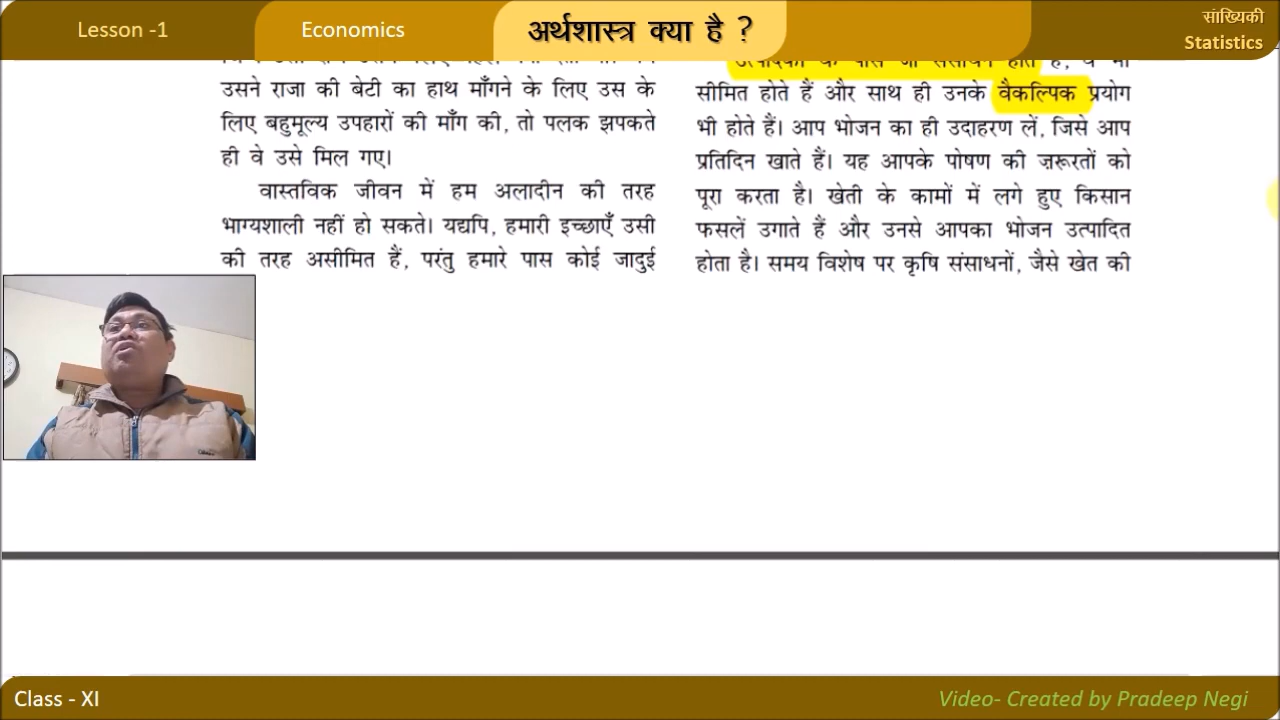 Lesson -1
Economics
अर्थशास्त्र क्या है ?
सांख्यिकी
Statistics
उसने राजा की बेटी का हाथ माँगने के लिए उस के
लिए बहुमूल्य उपहारों की माँग की, तो पलक झपकते
ही वे उसे मिल गए।
वास्तविक जीवन में हम अलादीन की तरह
भाग्यशाली नहीं हो सकते। यद्यपि, हमारी इच्छाएँ उसी
की तरह असीमित हैं, परंतु हमारे पास कोई जादुई
उत्पादकों के पास जो संसाधन होते हैं, वे भी
सीमित होते हैं और साथ ही उनके वैकल्पिक प्रयोग
भी होते हैं। आप भोजन का ही उदाहरण लें, जिसे आप
प्रतिदिन खाते हैं। यह आपके पोषण की ज़रूरतों को
पूरा करता है। खेती के कामों में लगे हुए किसान
फसलें उगाते हैं और उनसे आपका भोजन उत्पादित
होता है। समय विशेष पर कृषि संसाधनों, जैसे खेत की
Class - XI
Video- Created by Pradeep Negi